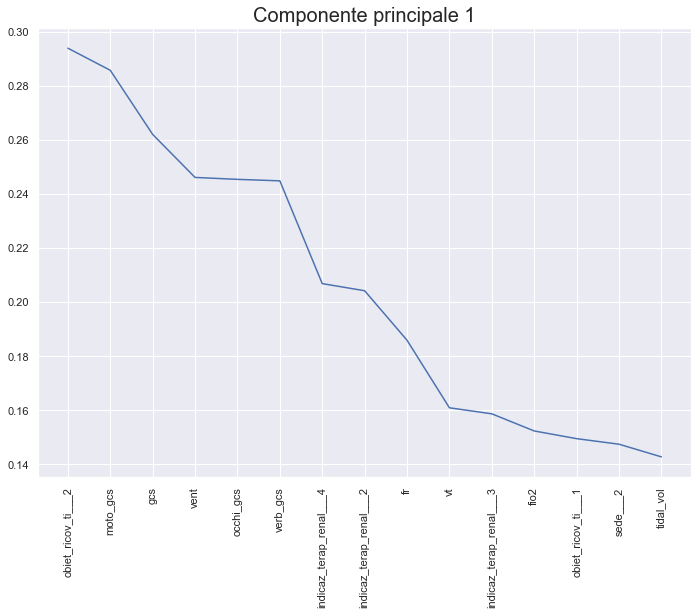 Componente principale 1
0.30
0.28
0.26
0.24
0.22
0.20
0.18
0.16
0.14
obiet_ricov_ti___2
moto_gcs
gcs
vent
occhi_gcs
verb_gcs
indicaz_terap_renal___4
indicaz_terap_renal___2
fr
vt
indicaz_terap_renal___3
fio2
obiet_ricov_ti___1
sede___2
tidal_vol